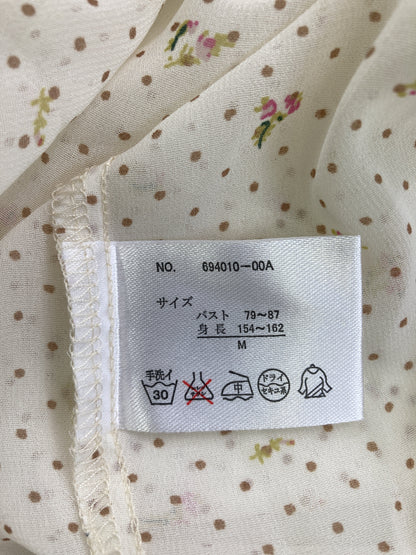 NO. 694010-00A
サイズ
バスト 79~87
身長 154~162
M
手洗イ 30 中 ドライ セキユ系